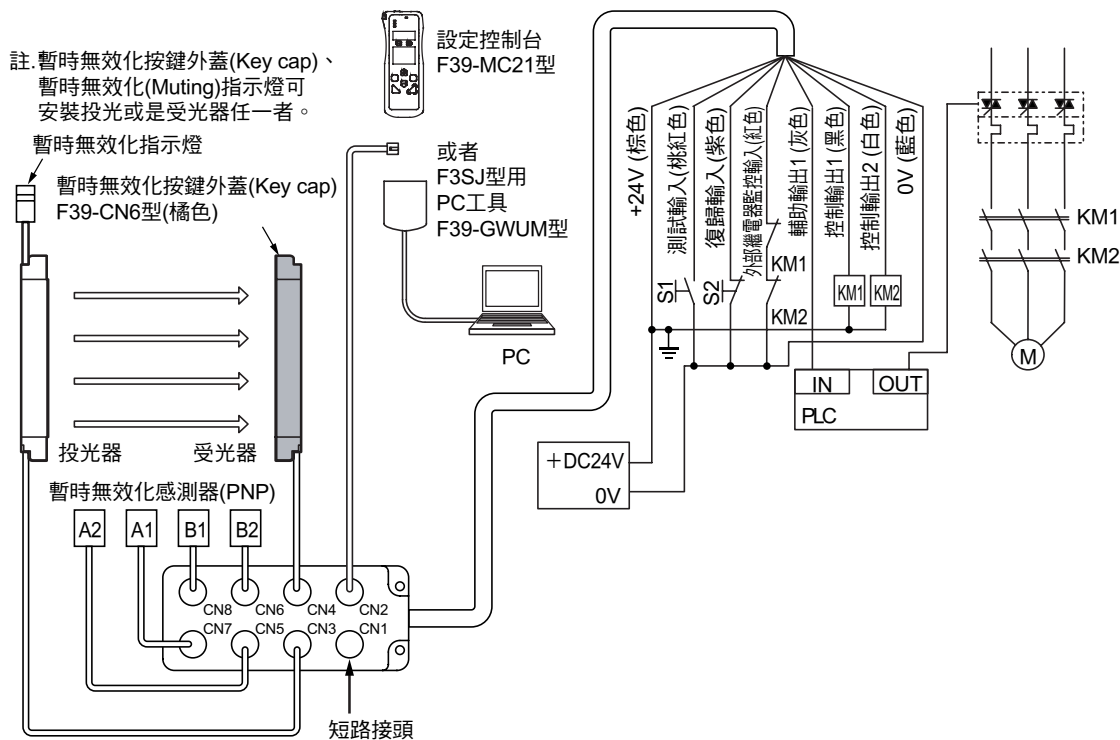 註.暫時無效化按鍵外蓋(Key cap)、
暫時無效化(Muting)指示燈可
安裝投光或是受光器任一者。
暫時無效化指示燈
暫時無效化按鍵外蓋(Key cap)
F39-CN6型(橘色)
設定控制台
F39-MC21型
或者
F3SJ型用
PC工具
F39-GWUM型
PC
投光器
受光器
暫時無效化感測器(PNP)
A2
A1
B1
B2
CN8
CN6
CN4
CN2
CN7
CN5
CN3
CN1
短路接頭
+24V (棕色)
測試輸入(桃紅色)
復歸輸入(紫色)
外部繼電器監控輸入(紅色)
輔助輸出1 (灰色)
控制輸出1 (黑色)
控制輸出2 (白色)
0V (藍色)
S1
S2
KM1
KM2
KM1
KM2
IN
OUT
PLC
+DC24V
0V
KM1
KM2
M